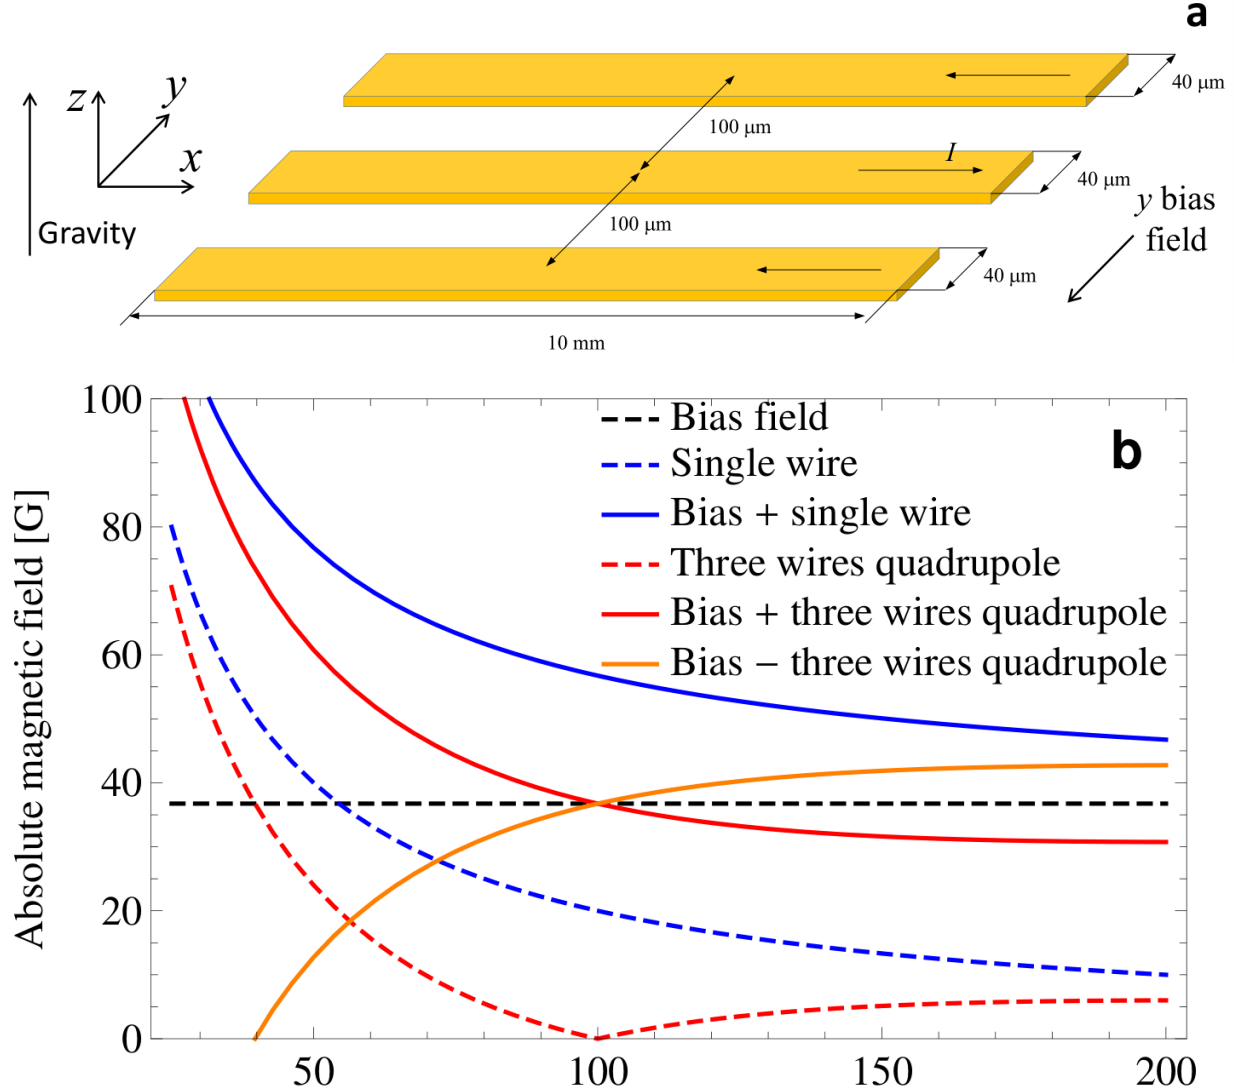 a
40 μm
z
y
x
100 μm
I
40 μm
y bias
field
Gravity
100 μm
40 μm
10 mm
100
80
60
40
20
0
Absolute magnetic field [G]
b
Bias field
Single wire
Bias + single wire
Three wires quadrupole
Bias + three wires quadrupole
Bias − three wires quadrupole
50
100
150
200